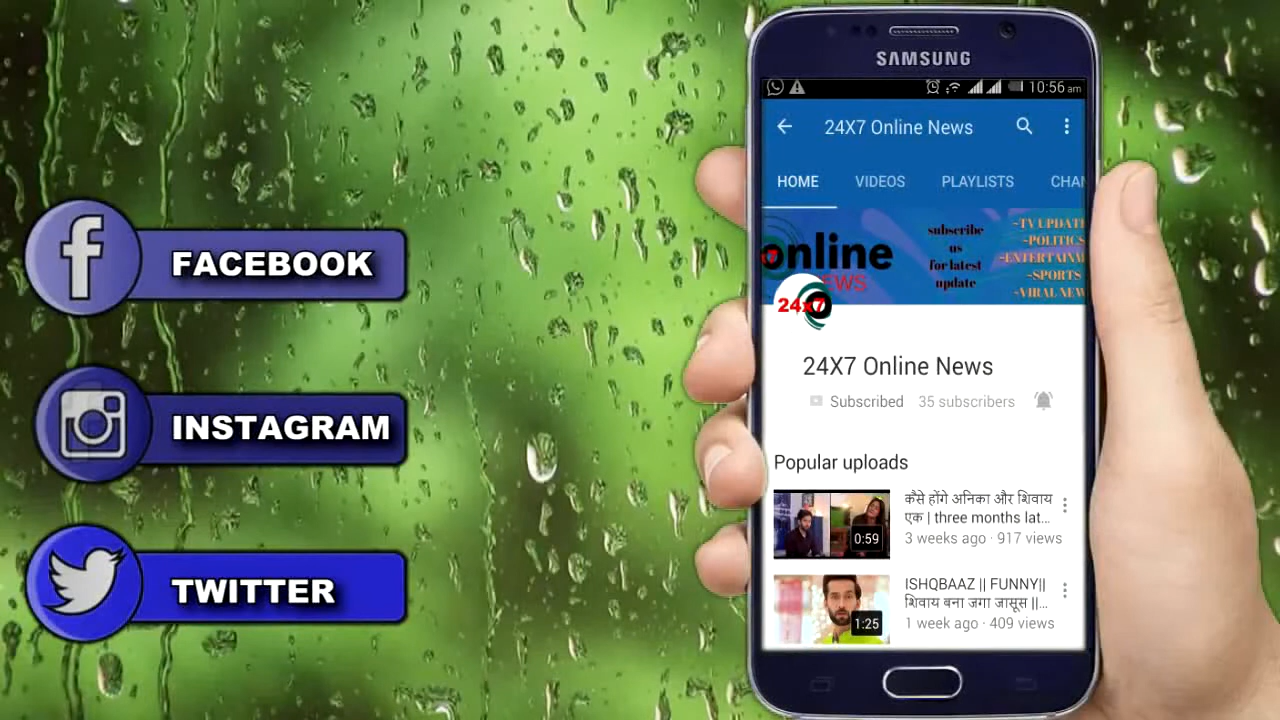 FACEBOOK
INSTAGRAM
TWITTER
SAMSUNG
10:56 am
24X7 Online News
HOME VIDEOS PLAYLISTS CHAN
online
NEWS
subscribe
us
for latest
update
~TV UPDATE
~POLITICS
~ENTERTAINM
~SPORTS
~VIRAL NEW
24x7
24X7 Online News
Subscribed 35 subscribers
Popular uploads
कैसे होंगे अनिका और शिवाय
एक | three months lat...
3 weeks ago · 917 views
0:59
ISHQBAAZ || FUNNY||
शिवाय बना जगा जासूस ||...
1 week ago · 409 views
1:25